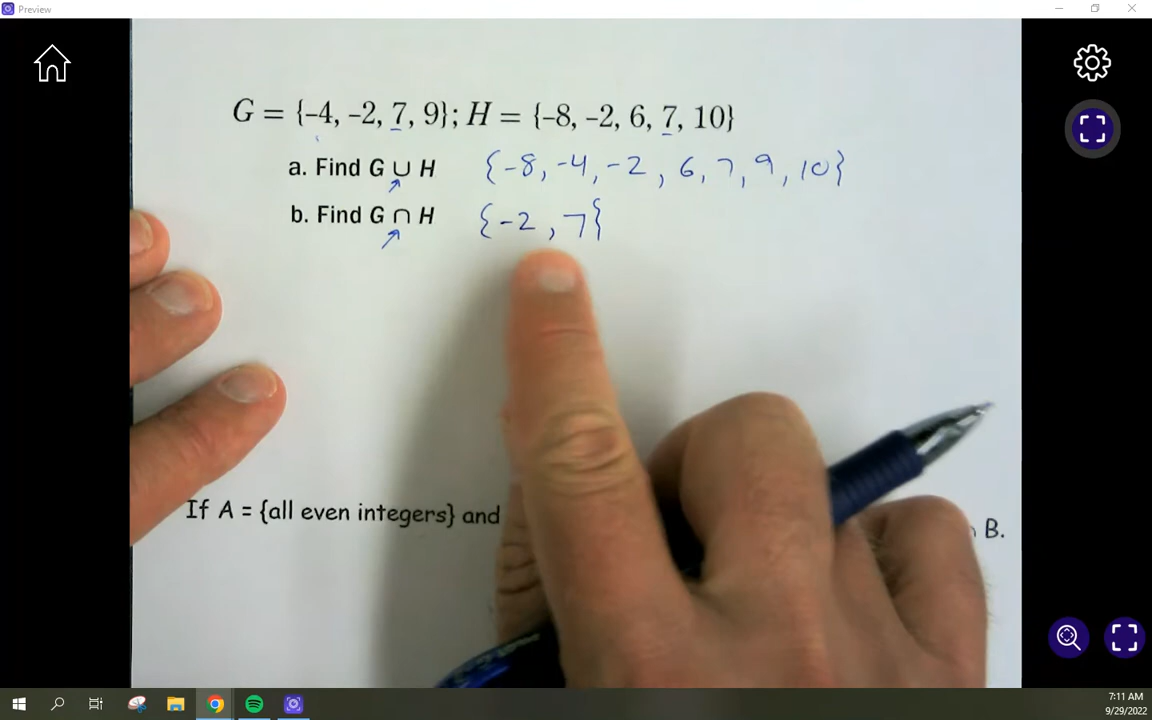 Preview
G = {-4, -2, 7, 9}; H = {-8, -2, 6, 7, 10}
a. Find G ∪ H {-8, -4, -2, 6, 7, 9, 10}
b. Find G ∩ H {-2, 7}
If A = {all even integers} and B.
7:11 AM
9/29/2022